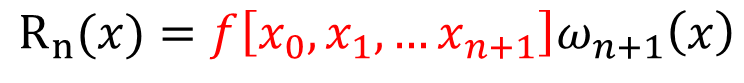 Rₙ(x) = f[x₀, x₁, … xₙ₊₁]ωₙ₊₁(x)